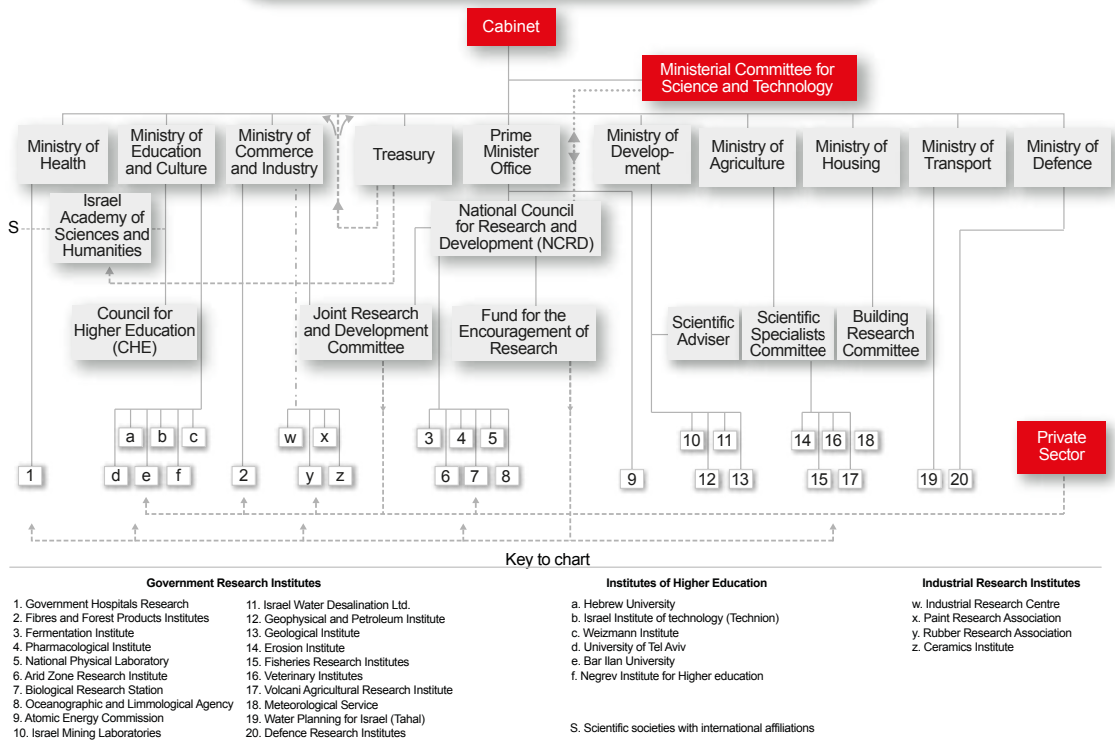 Cabinet
Ministerial Committee for
Science and Technology
Ministry of
Health
Ministry of
Education
and Culture
Ministry of
Commerce
and Industry
Treasury
Prime
Minister
Office
Ministry of
Develop-
ment
Ministry of
Agriculture
Ministry of
Housing
Ministry of
Transport
Ministry of
Defence
S
Israel
Academy of
Sciences and
Humanities
National Council
for Research and
Development (NCRD)
Council for
Higher Education
(CHE)
Joint Research
and Development
Committee
Fund for the
Encouragement of
Research
Scientific
Adviser
Scientific
Specialists
Committee
Building
Research
Committee
a b c w x 3 4 5 10 11 14 16 18
Private
Sector
1 d e f 2 y z 6 7 8 9 12 13 15 17 19 20
Key to chart
Government Research Institutes
1. Government Hospitals Research
2. Fibres and Forest Products Institutes
3. Fermentation Institute
4. Pharmacological Institute
5. National Physical Laboratory
6. Arid Zone Research Institute
7. Biological Research Station
8. Oceanographic and Limmological Agency
9. Atomic Energy Commission
10. Israel Mining Laboratories
11. Israel Water Desalination Ltd.
12. Geophysical and Petroleum Institute
13. Geological Institute
14. Erosion Institute
15. Fisheries Research Institutes
16. Veterinary Institutes
17. Volcani Agricultural Research Institute
18. Meteorological Service
19. Water Planning for Israel (Tahal)
20. Defence Research Institutes
Institutes of Higher Education
a. Hebrew University
b. Israel Institute of technology (Technion)
c. Weizmann Institute
d. University of Tel Aviv
e. Bar Ilan University
f. Negrev Institute for Higher education
S. Scientific societies with international affiliations
Industrial Research Institutes
w. Industrial Research Centre
x. Paint Research Association
y. Rubber Research Association
z. Ceramics Institute